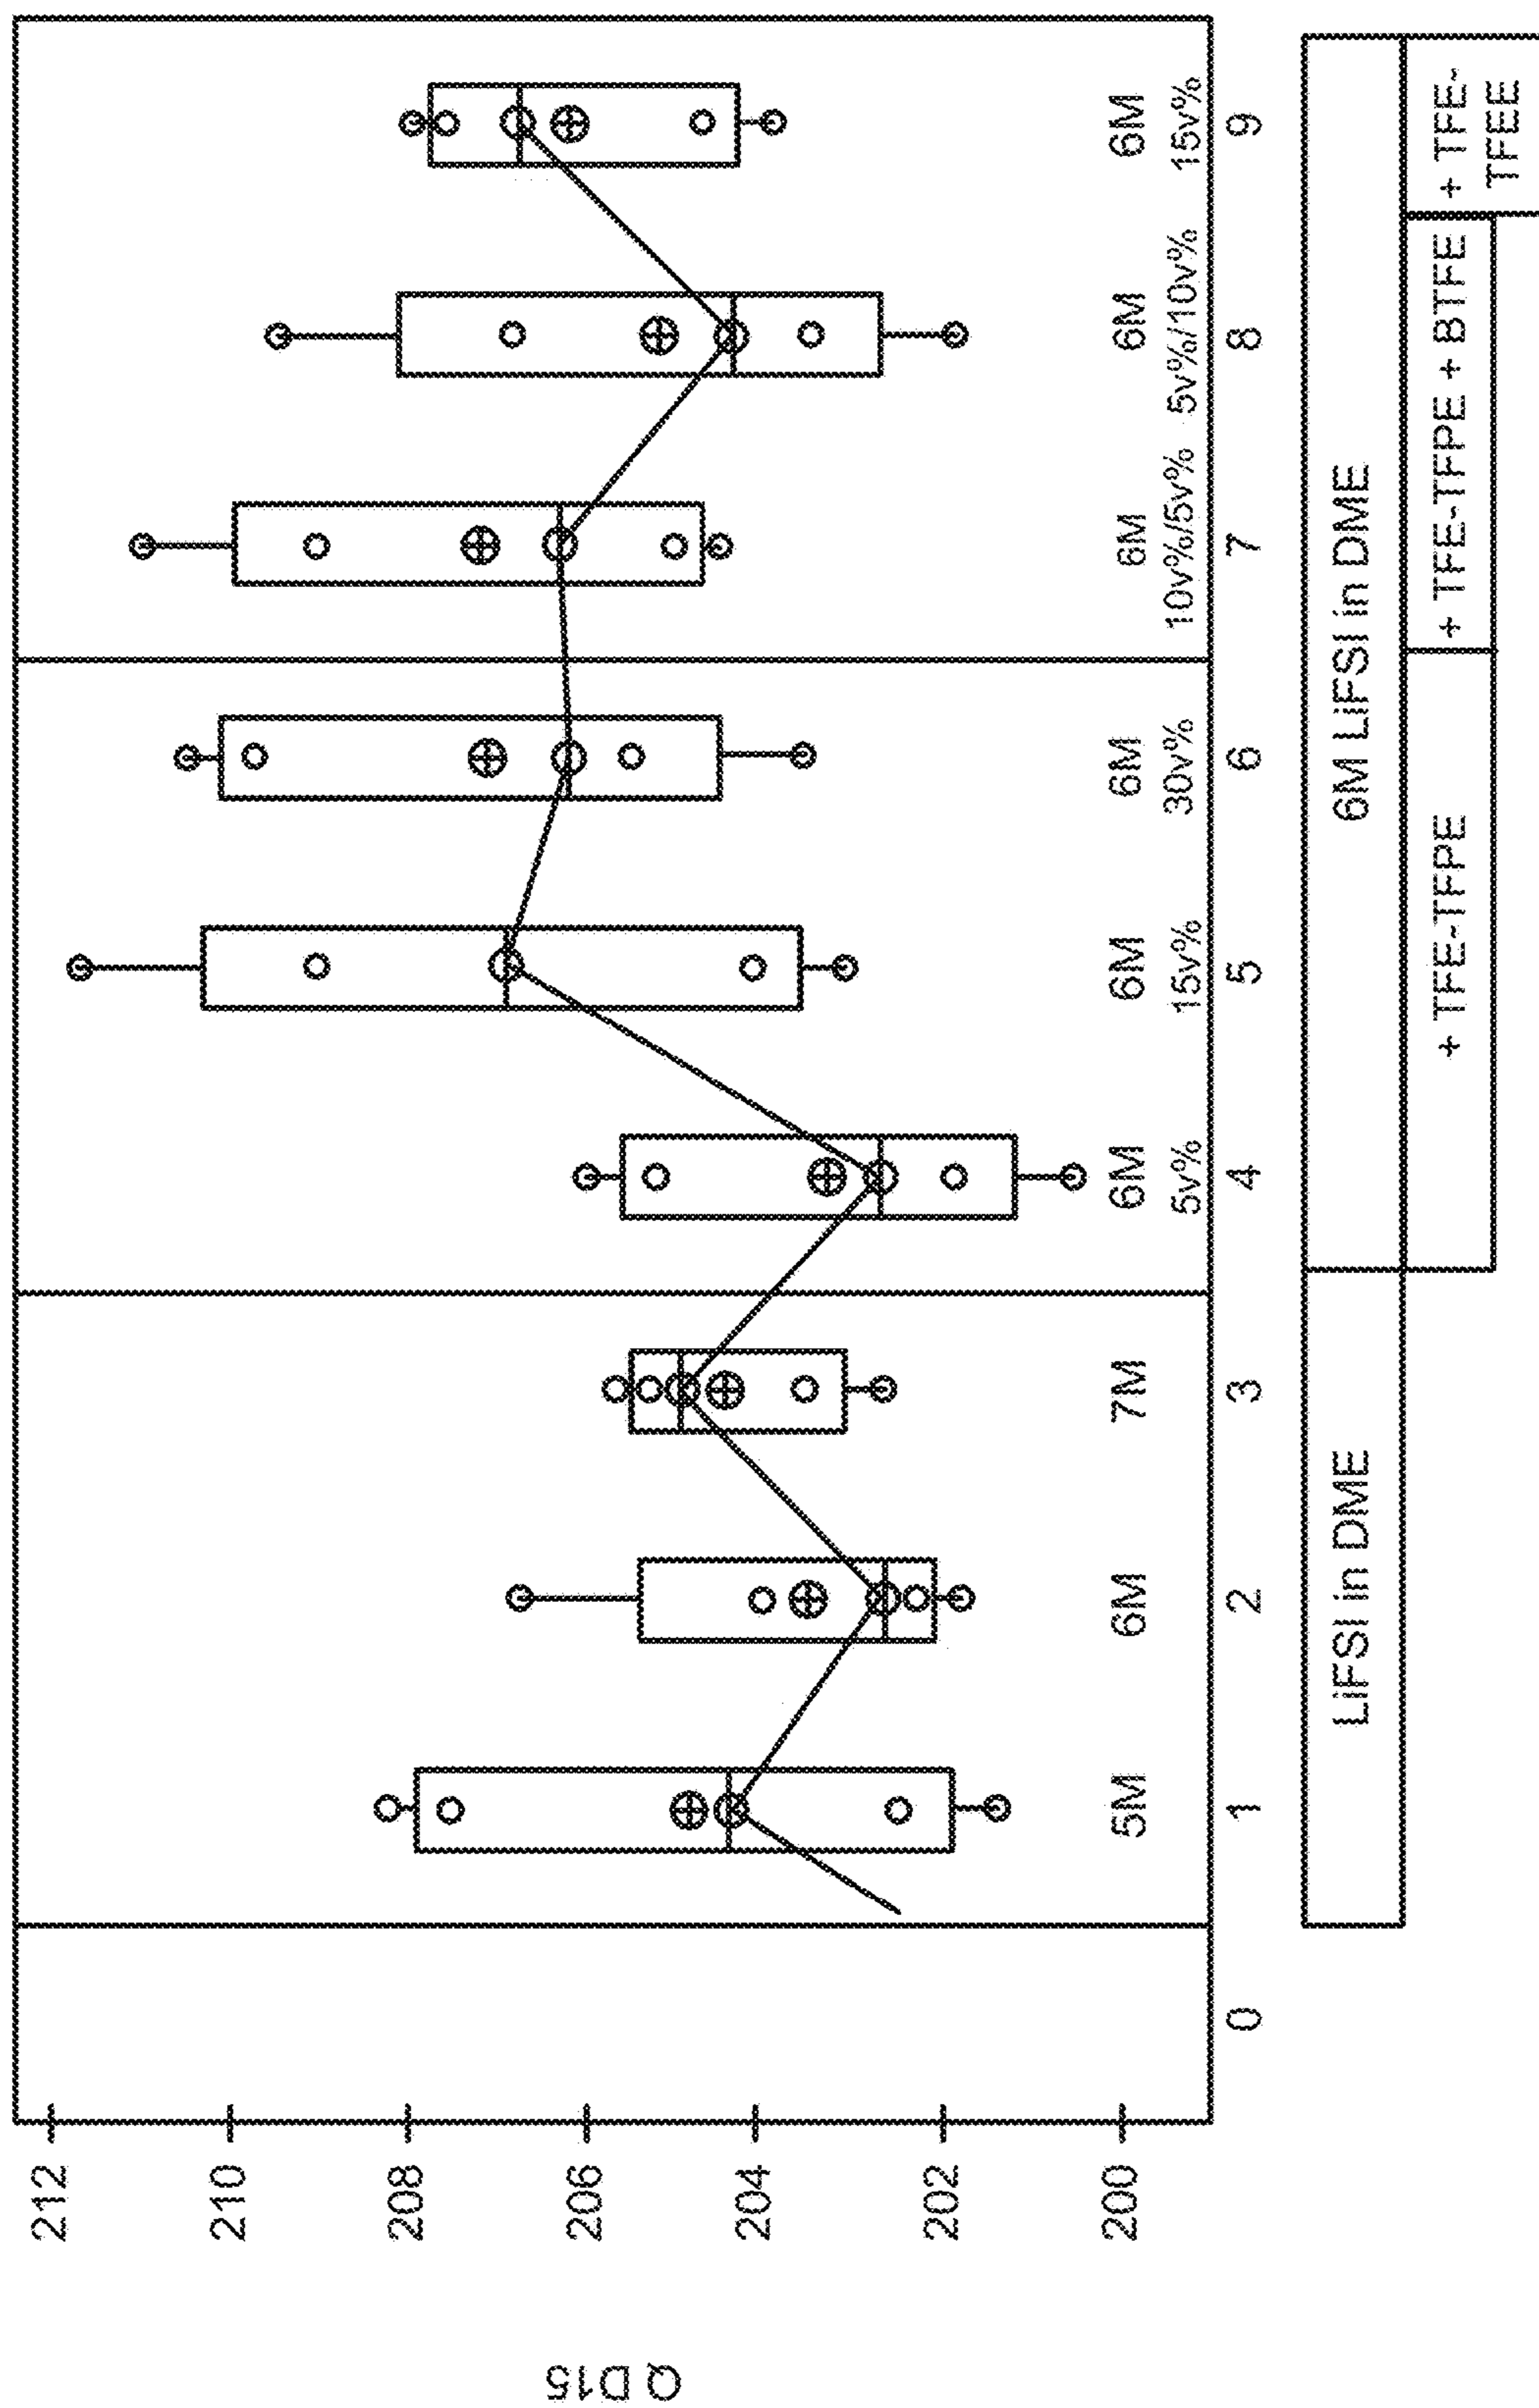 Q D15
212
210
208
206
204
202
200
5M
6M
7M
6M
5v%
6M
15v%
6M
30v%
6M
10v%/5v%
6M
5v%/10v%
6M
15v%
0
1
2
3
4
5
6
7
8
9
LiFSI in DME
6M LiFSI in DME
+ TFE-TFPE
+ TFE-TFPE + BTFE
+ TFE-
TFEE